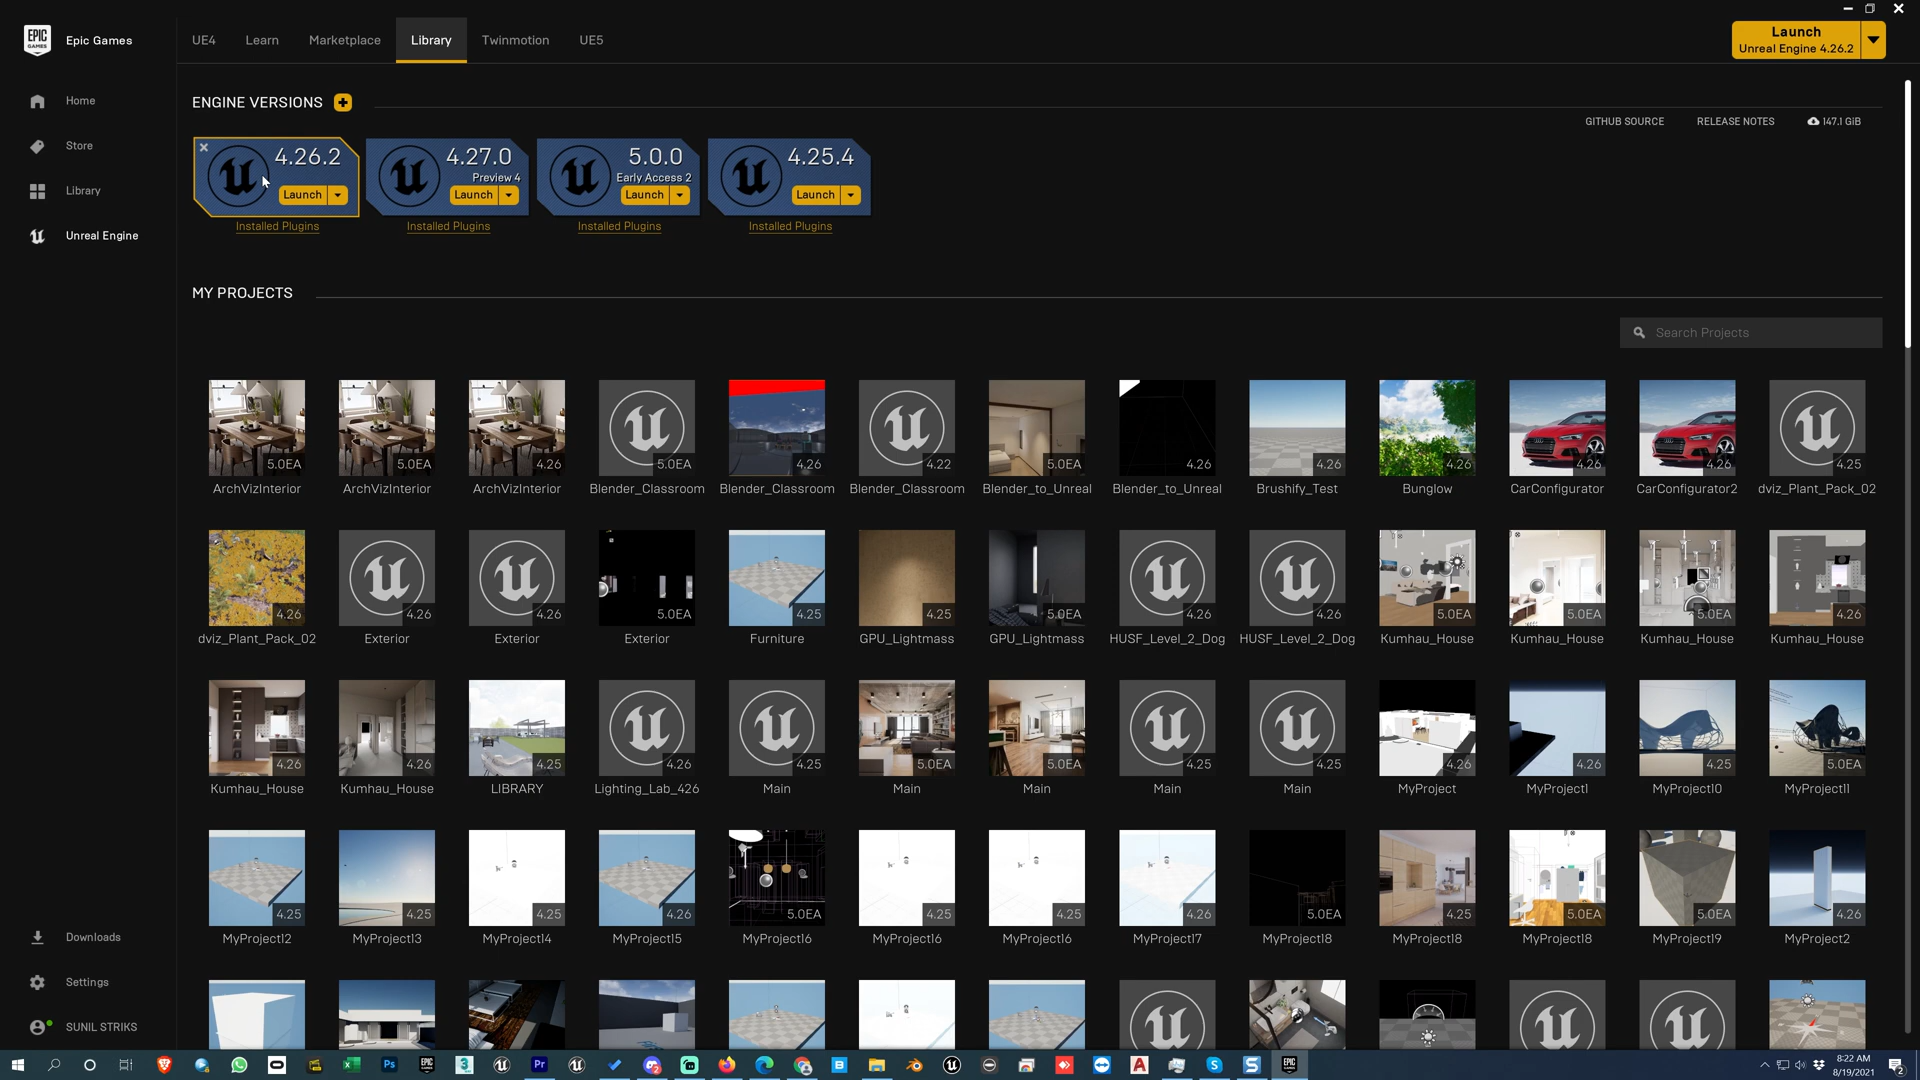 EPIC GAMES
Epic Games
UE4
Learn
Marketplace
Library
Twinmotion
UE5
Launch
Unreal Engine 4.26.2
Home
Store
Library
Unreal Engine
ENGINE VERSIONS
GITHUB SOURCE
RELEASE NOTES
147.1 GiB
4.26.2
Launch
Installed Plugins
4.27.0
Preview 4
Launch
Installed Plugins
5.0.0
Early Access 2
Launch
Installed Plugins
4.25.4
Launch
Installed Plugins
MY PROJECTS
Search Projects
5.0EA 5.0EA 4.26 5.0EA 4.26 4.22 5.0EA 4.26 4.26 4.26 4.26 4.26 4.25
ArchVizInterior ArchVizInterior ArchVizInterior Blender_Classroom Blender_Classroom Blender_Classroom Blender_to_Unreal Blender_to_Unreal Brushify_Test Bunglow CarConfigurator CarConfigurator2 dviz_Plant_Pack_02
4.26 4.26 4.26 5.0EA 4.25 4.25 5.0EA 4.26 4.26 5.0EA 5.0EA 5.0EA 4.26
dviz_Plant_Pack_02 Exterior Exterior Exterior Furniture GPU_Lightmass GPU_Lightmass HUSF_Level_2_Dog HUSF_Level_2_Dog Kumhau_House Kumhau_House Kumhau_House Kumhau_House
4.26 4.26 4.25 4.26 4.25 5.0EA 5.0EA 4.25 4.25 4.26 4.26 4.25 5.0EA
Kumhau_House Kumhau_House LIBRARY Lighting_Lab_426 Main Main Main Main Main MyProject MyProject1 MyProject10 MyProject11
4.25 4.25 4.25 4.26 5.0EA 4.25 4.25 4.26 5.0EA 4.25 5.0EA 5.0EA 4.26
MyProject12 MyProject13 MyProject14 MyProject15 MyProject16 MyProject16 MyProject16 MyProject17 MyProject18 MyProject18 MyProject18 MyProject19 MyProject2
Downloads
Settings
SUNIL STRIKS
Ps
Pr
8:22 AM
8/19/2021
2